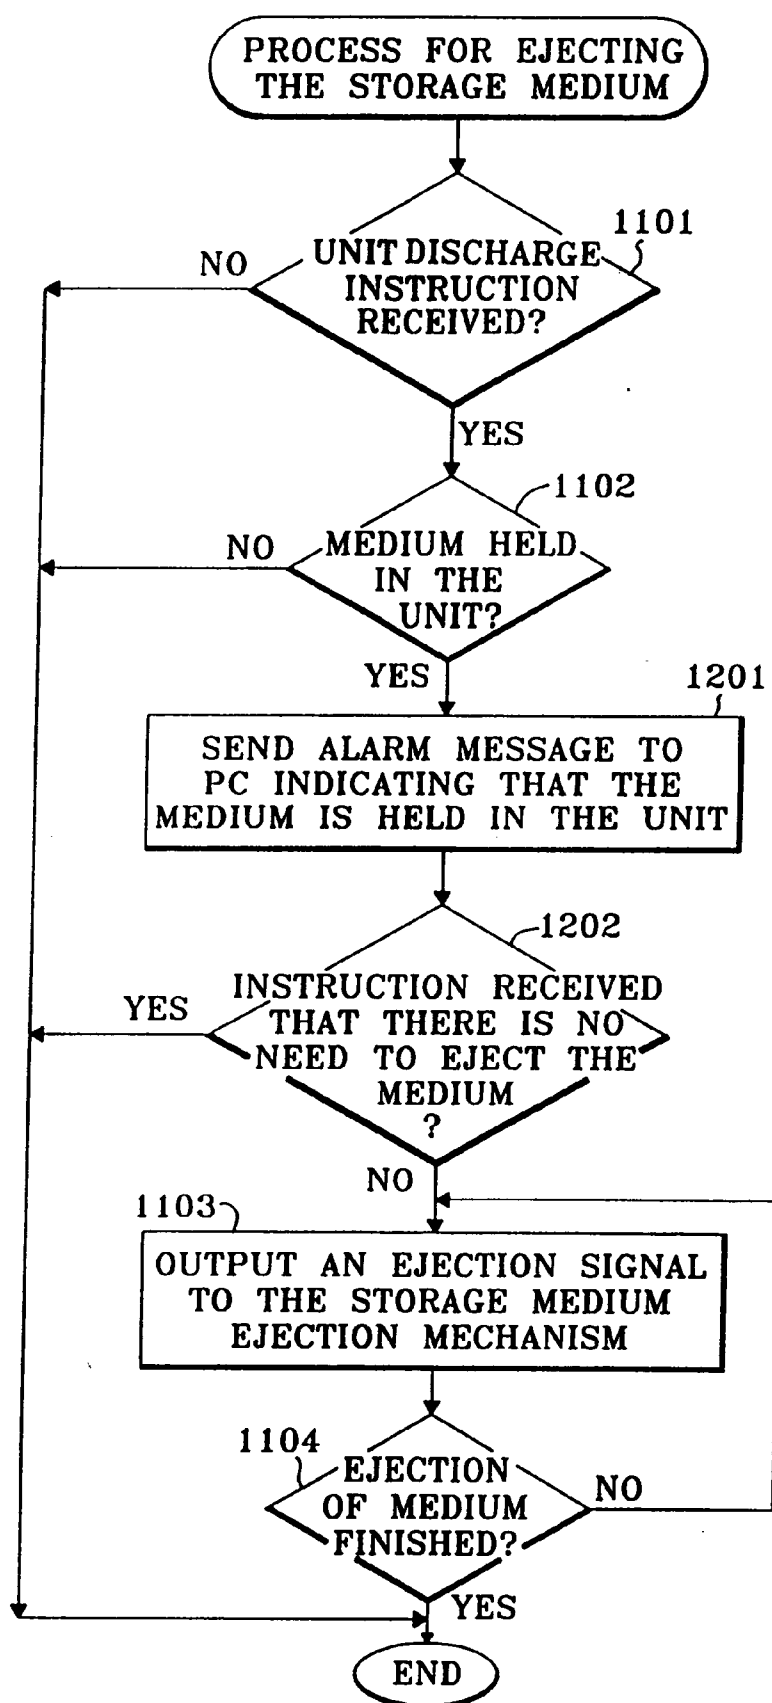 PROCESS FOR EJECTING
THE STORAGE MEDIUM
1101
UNIT DISCHARGE
INSTRUCTION
RECEIVED?
NO
YES
1102
MEDIUM HELD
IN THE
UNIT?
NO
YES
1201
SEND ALARM MESSAGE TO
PC INDICATING THAT THE
MEDIUM IS HELD IN THE UNIT
1202
INSTRUCTION RECEIVED
THAT THERE IS NO
NEED TO EJECT THE
MEDIUM
?
YES
NO
1103
OUTPUT AN EJECTION SIGNAL
TO THE STORAGE MEDIUM
EJECTION MECHANISM
1104
EJECTION
OF MEDIUM
FINISHED?
NO
YES
END